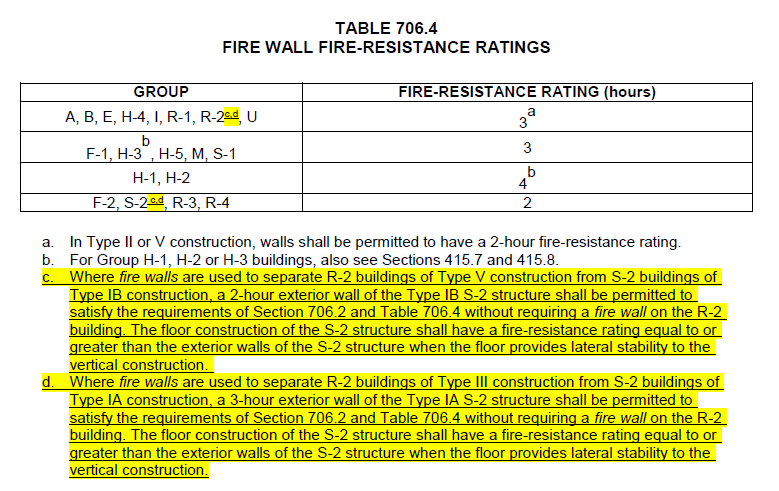 TABLE 706.4
FIRE WALL FIRE-RESISTANCE RATINGS
GROUP FIRE-RESISTANCE RATING (hours)
A, B, E, H-4, I, R-1, R-2c,d, U 3a
F-1, H-3b, H-5, M, S-1 3
H-1, H-2 4b
F-2, S-2c,d, R-3, R-4 2
a. In Type II or V construction, walls shall be permitted to have a 2-hour fire-resistance rating.
b. For Group H-1, H-2 or H-3 buildings, also see Sections 415.7 and 415.8.
c. Where fire walls are used to separate R-2 buildings of Type V construction from S-2 buildings of
Type IB construction, a 2-hour exterior wall of the Type IB S-2 structure shall be permitted to
satisfy the requirements of Section 706.2 and Table 706.4 without requiring a fire wall on the R-2
building. The floor construction of the S-2 structure shall have a fire-resistance rating equal to or
greater than the exterior walls of the S-2 structure when the floor provides lateral stability to the
vertical construction.
d. Where fire walls are used to separate R-2 buildings of Type III construction from S-2 buildings of
Type IA construction, a 3-hour exterior wall of the Type IA S-2 structure shall be permitted to
satisfy the requirements of Section 706.2 and Table 706.4 without requiring a fire wall on the R-2
building. The floor construction of the S-2 structure shall have a fire-resistance rating equal to or
greater than the exterior walls of the S-2 structure when the floor provides lateral stability to the
vertical construction.